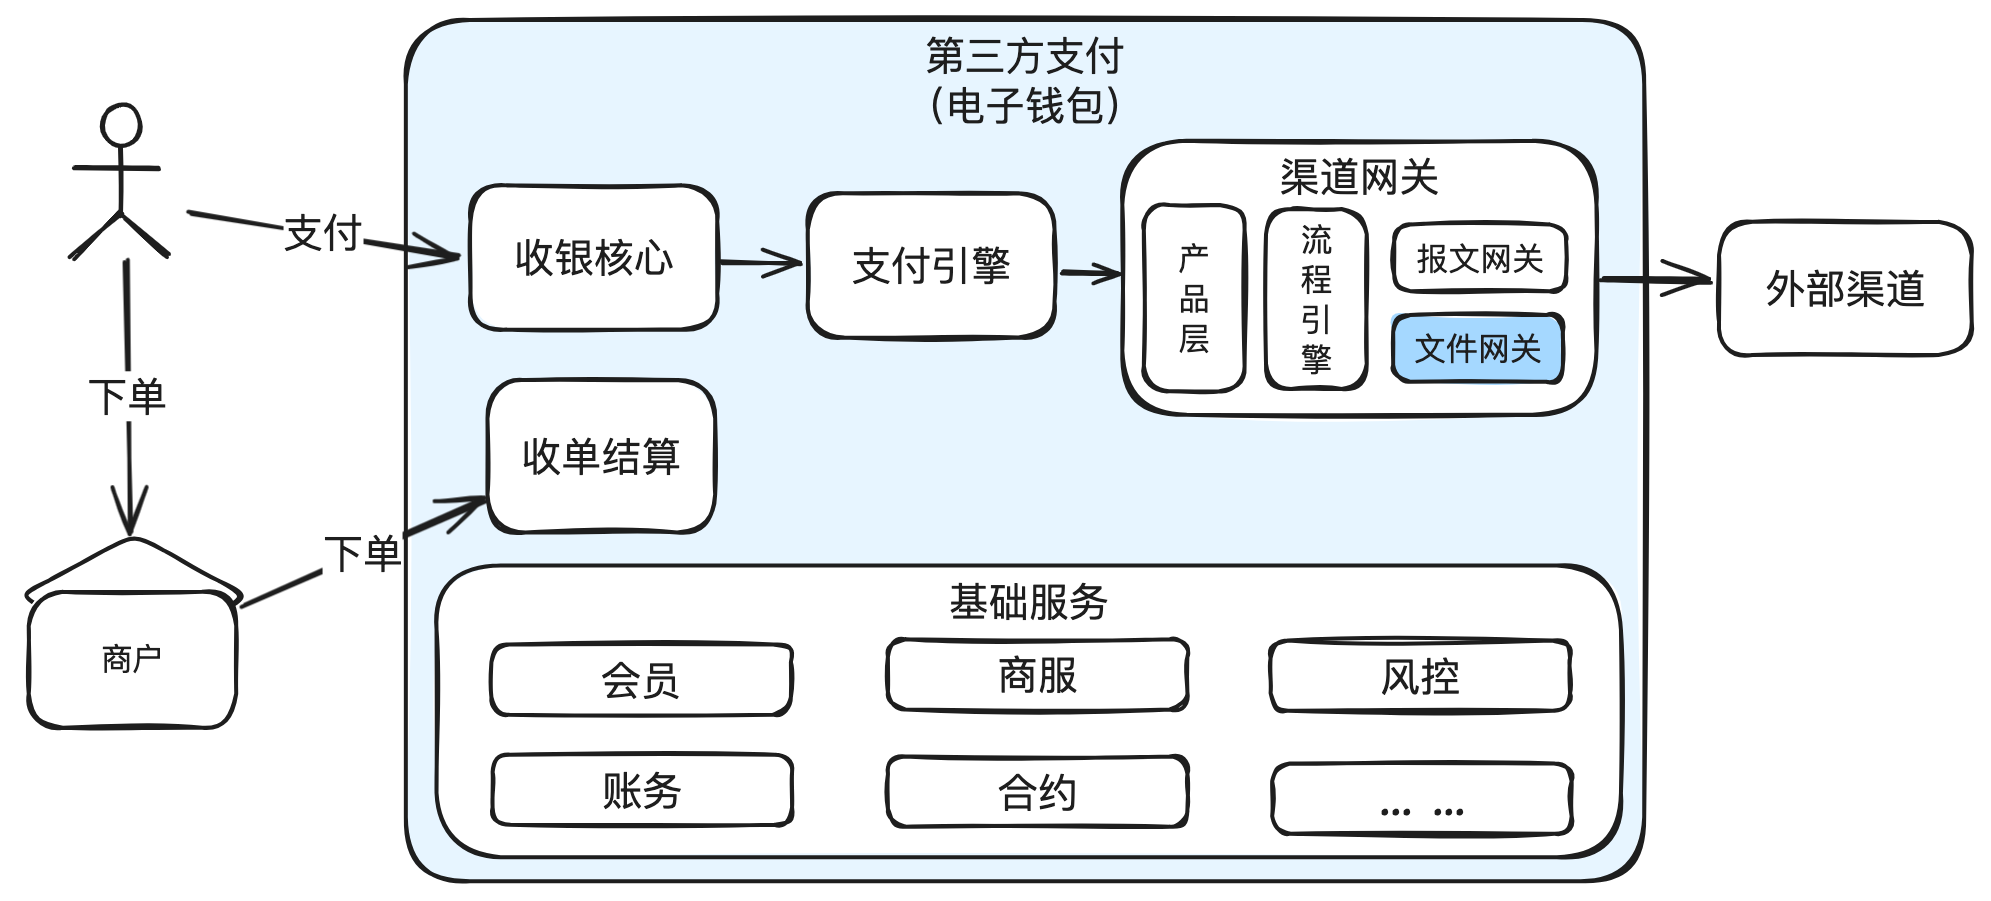 第三方支付
(电子钱包)
支付
下单
下单
商户
收银核心
支付引擎
收单结算
渠道网关
产
品
层
流
程
引
擎
报文网关
文件网关
外部渠道
基础服务
会员
商服
风控
账务
合约
... ...